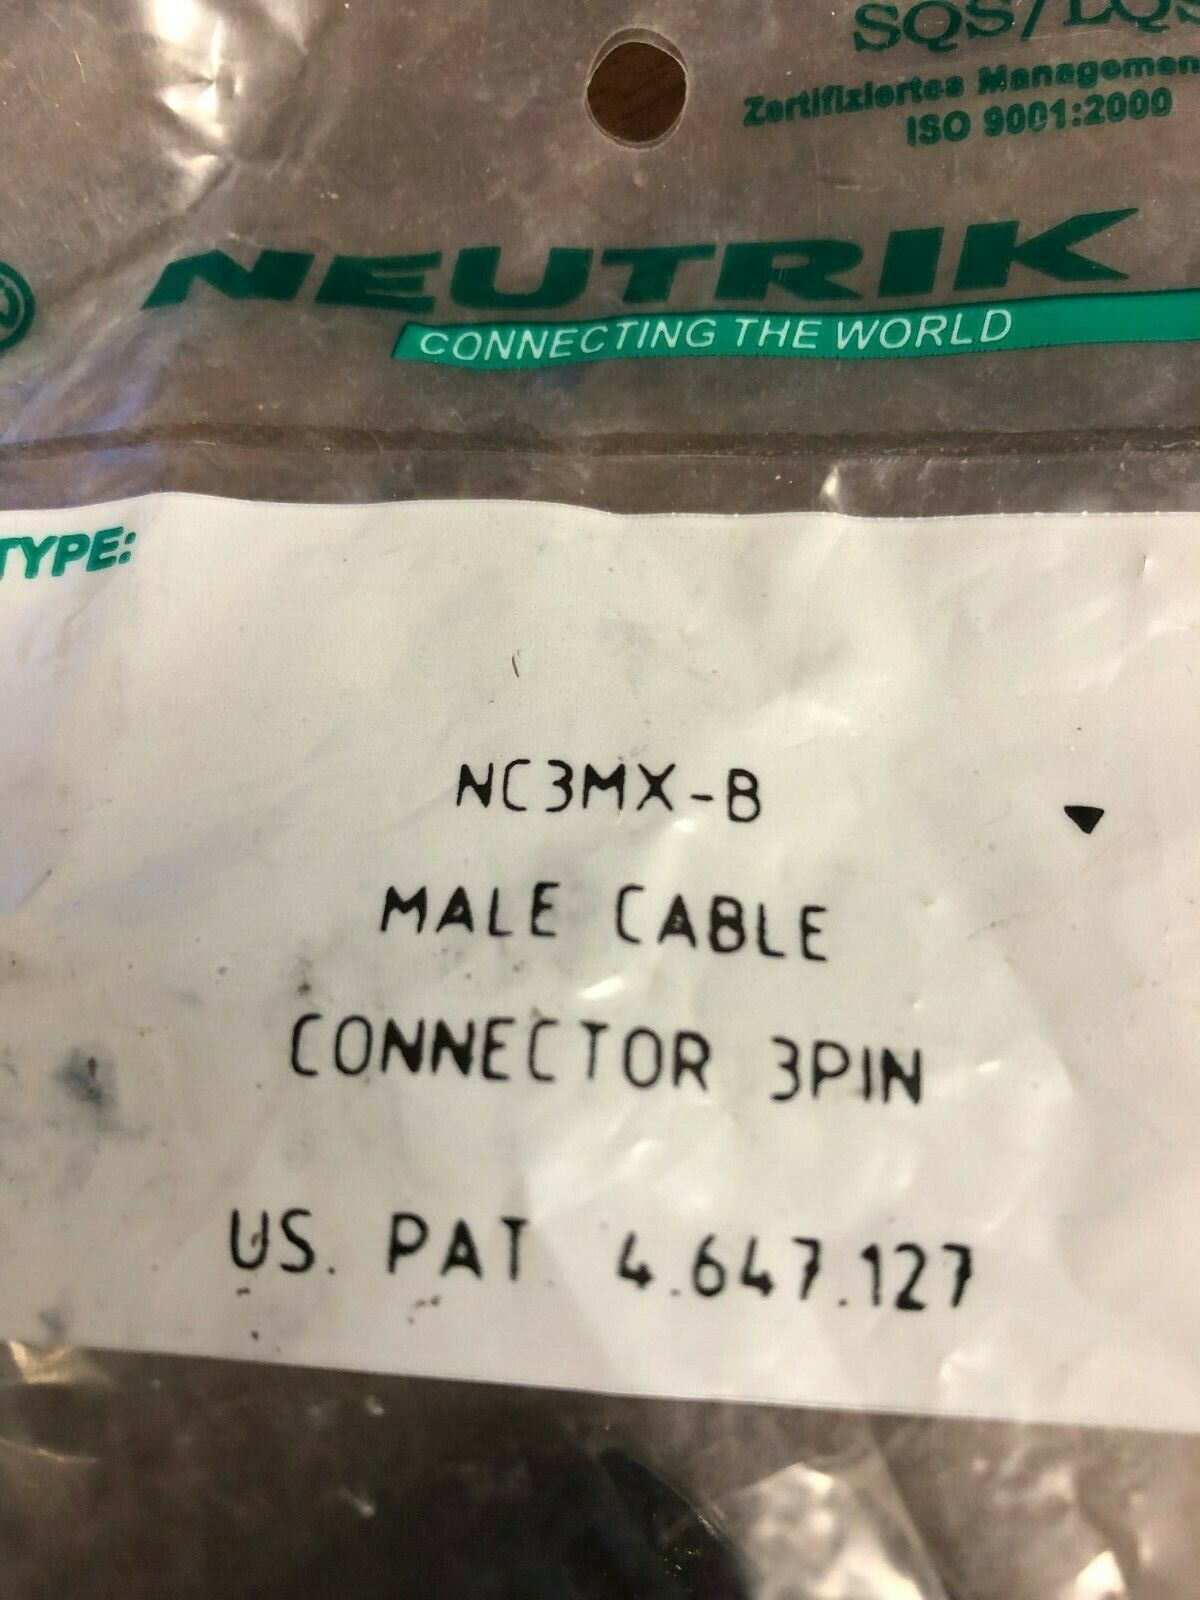 SQS/LQS
Zertifiziertes Managemen
ISO 9001:2000
NEUTRIK
CONNECTING THE WORLD
TYPE:
NC3MX-B
MALE CABLE
CONNECTOR 3PIN
US. PAT 4.647.127